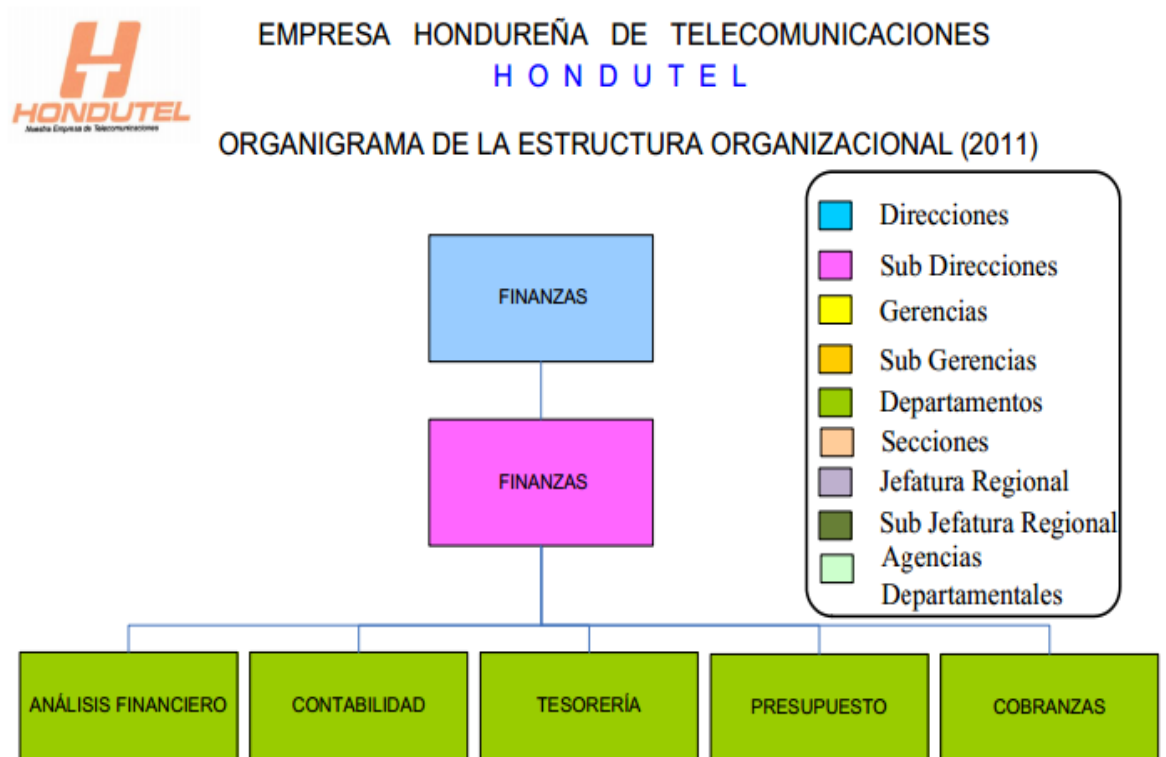 HONDUTEL
Nuestra Empresa de Telecomunicaciones
EMPRESA HONDUREÑA DE TELECOMUNICACIONES
H O N D U T E L
ORGANIGRAMA DE LA ESTRUCTURA ORGANIZACIONAL (2011)
Direcciones
Sub Direcciones
Gerencias
Sub Gerencias
Departamentos
Secciones
Jefatura Regional
Sub Jefatura Regional
Agencias
Departamentales
FINANZAS
FINANZAS
ANÁLISIS FINANCIERO
CONTABILIDAD
TESORERÍA
PRESUPUESTO
COBRANZAS